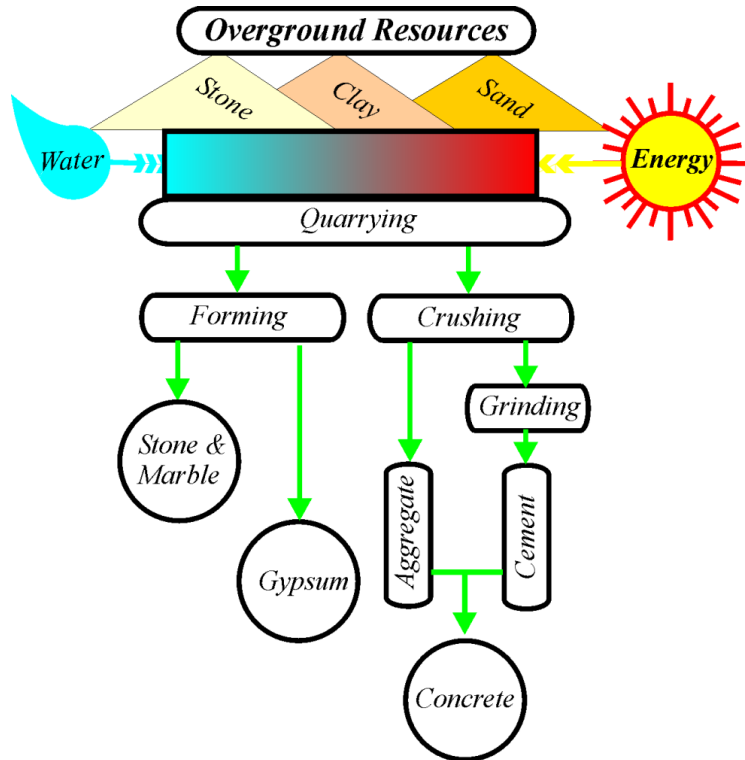 Overground Resources
Stone
Clay
Sand
Water
Energy
Quarrying
Forming
Crushing
Grinding
Stone &
Marble
Aggregate
Cement
Gypsum
Concrete